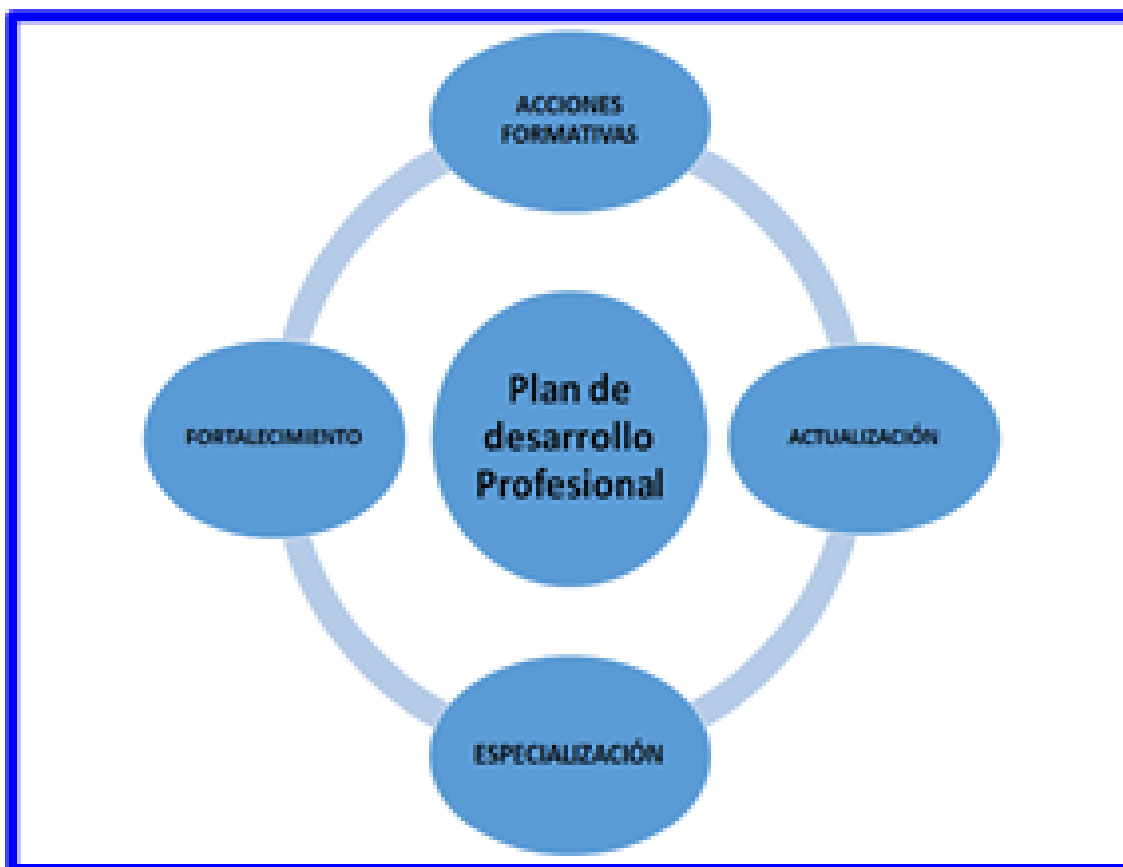 ACCIONES
FORMATIVAS
FORTALECIMIENTO
Plan de
desarrollo
Profesional
ACTUALIZACIÓN
ESPECIALIZACIÓN